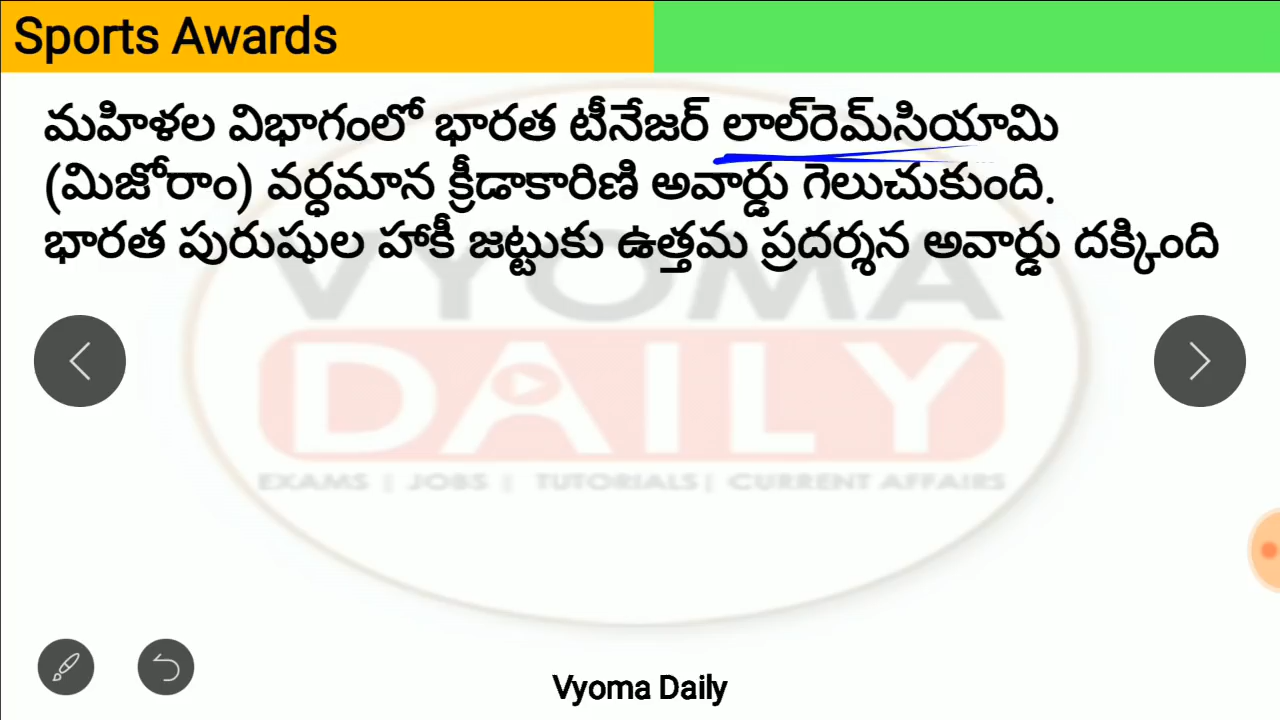 Sports Awards
మహిళల విభాగంలో భారత టీనేజర్ లాల్‌రెమ్‌సియామి
(మిజోరాం) వర్ధమాన క్రీడాకారిణి అవార్డు గెలుచుకుంది.
భారత పురుషుల హాకీ జట్టుకు ఉత్తమ ప్రదర్శన అవార్డు దక్కింది
VYOMA
DAILY
EXAMS | JOBS | TUTORIALS | CURRENT AFFAIRS
Vyoma Daily